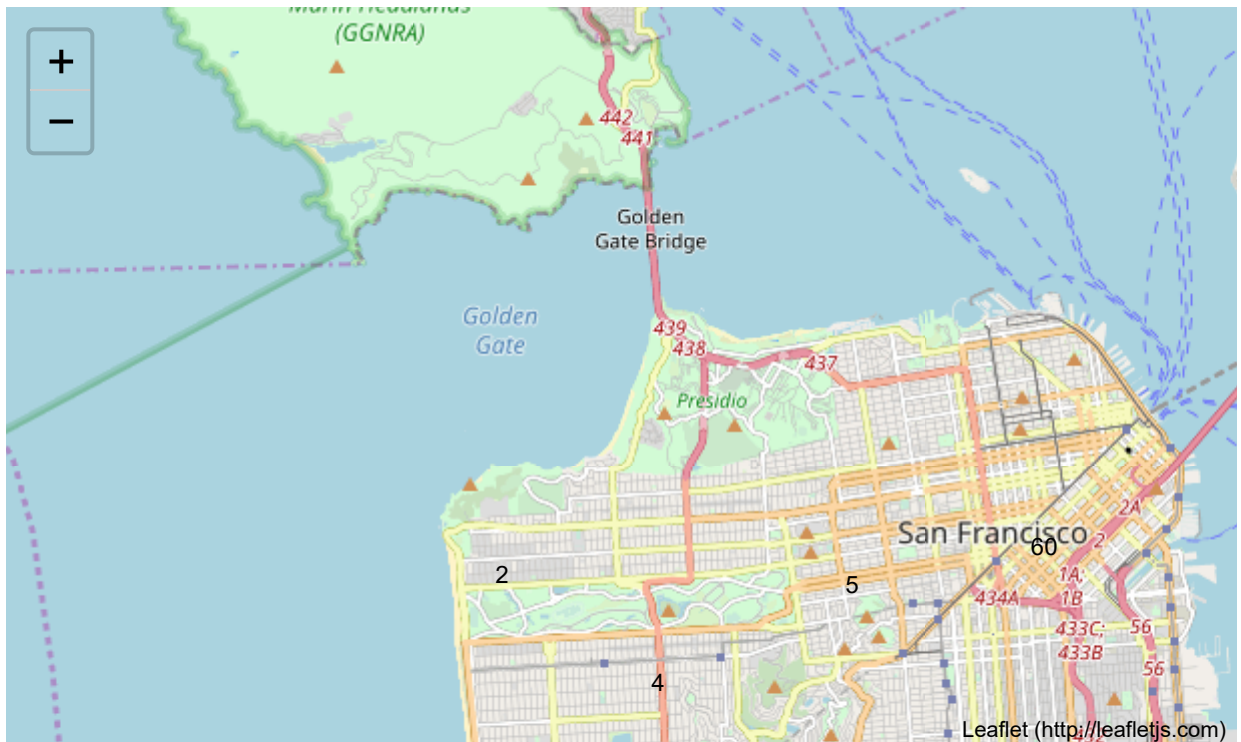 Marin Headlands
(GGNRA)
+
−
442
441
Golden
Gate Bridge
Golden
Gate
439
438
437
Presidio
2A
San Francisco
60
2
2
5
1A;
1B
434A
433C;
433B
56
56
4
Leaflet (http://leafletjs.com)